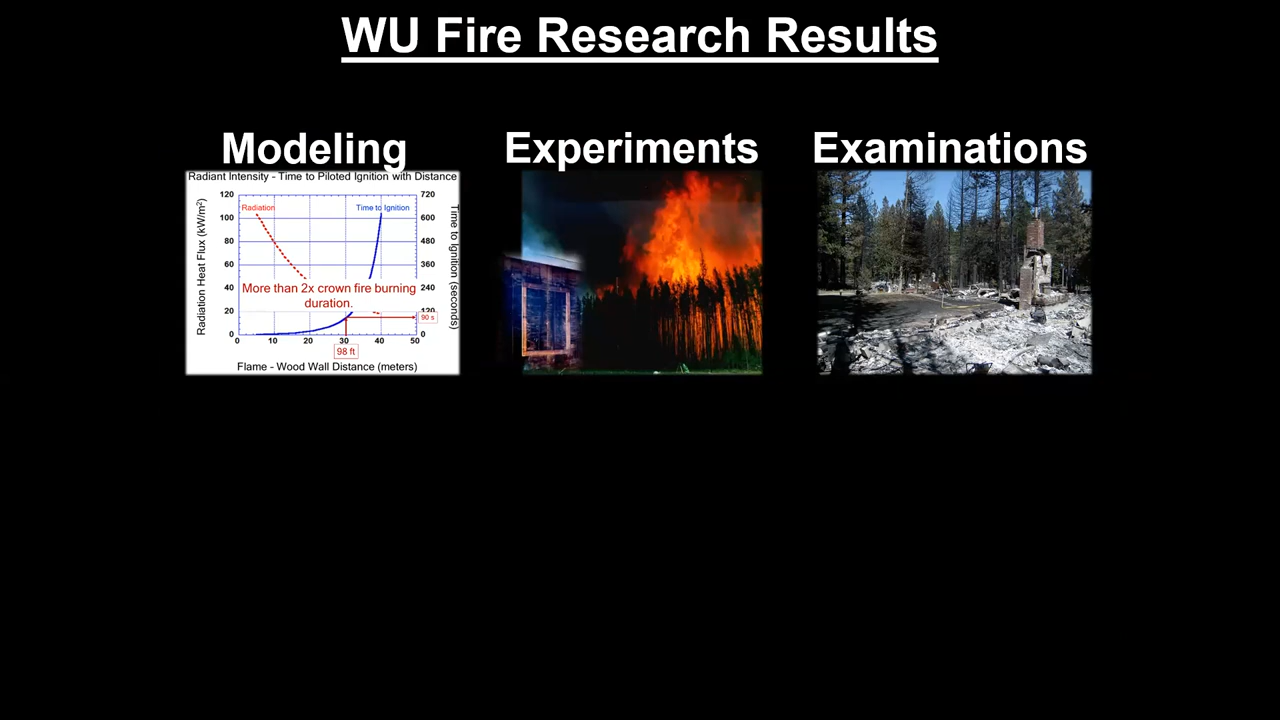 WU Fire Research Results
Modeling
Experiments
Examinations
Radiant Intensity - Time to Piloted Ignition with Distance
Radiation Heat Flux (kW/m²)
120
100
80
60
40
20
0
Radiation
Time to Ignition
More than 2x crown fire burning
duration.
720
600
480
360
240
120
0
90 s
Time to Ignition (seconds)
0
10
20
30
40
50
98 ft
Flame - Wood Wall Distance (meters)